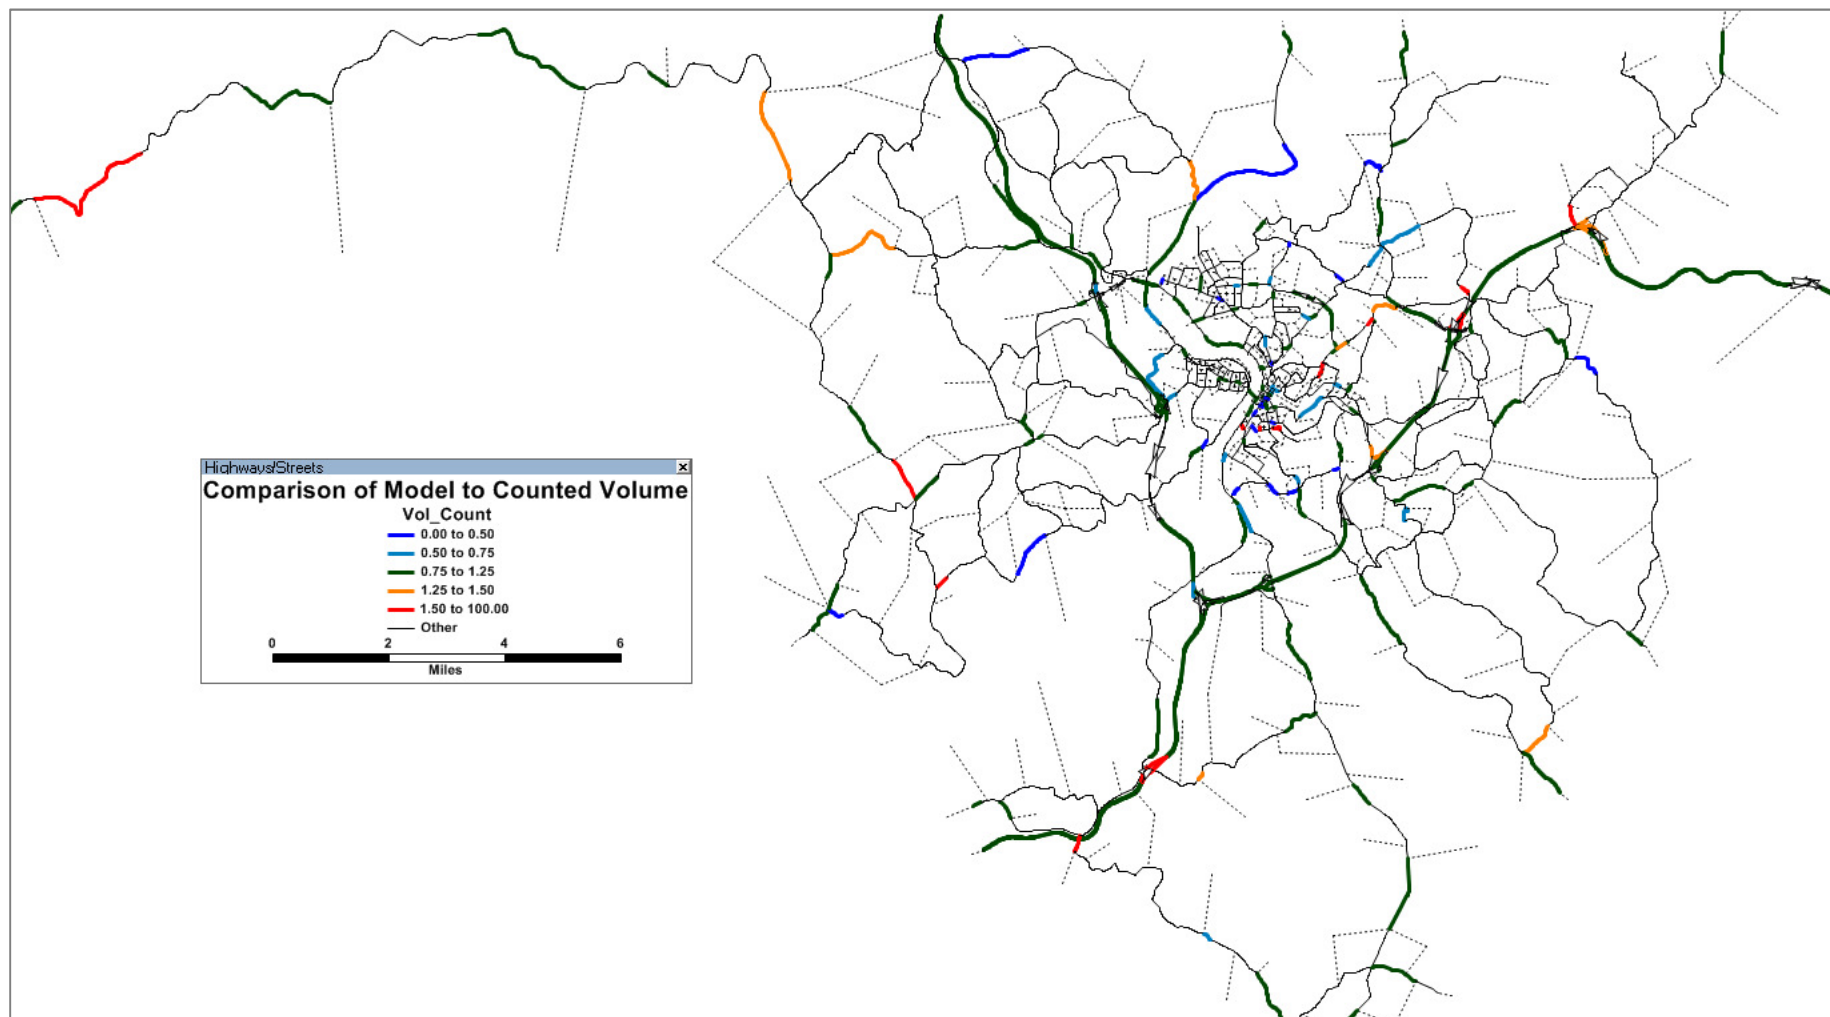 Highways/Streets
Comparison of Model to Counted Volume
Vol_Count
0.00 to 0.50
0.50 to 0.75
0.75 to 1.25
1.25 to 1.50
1.50 to 100.00
Other
0 2 4 6
Miles